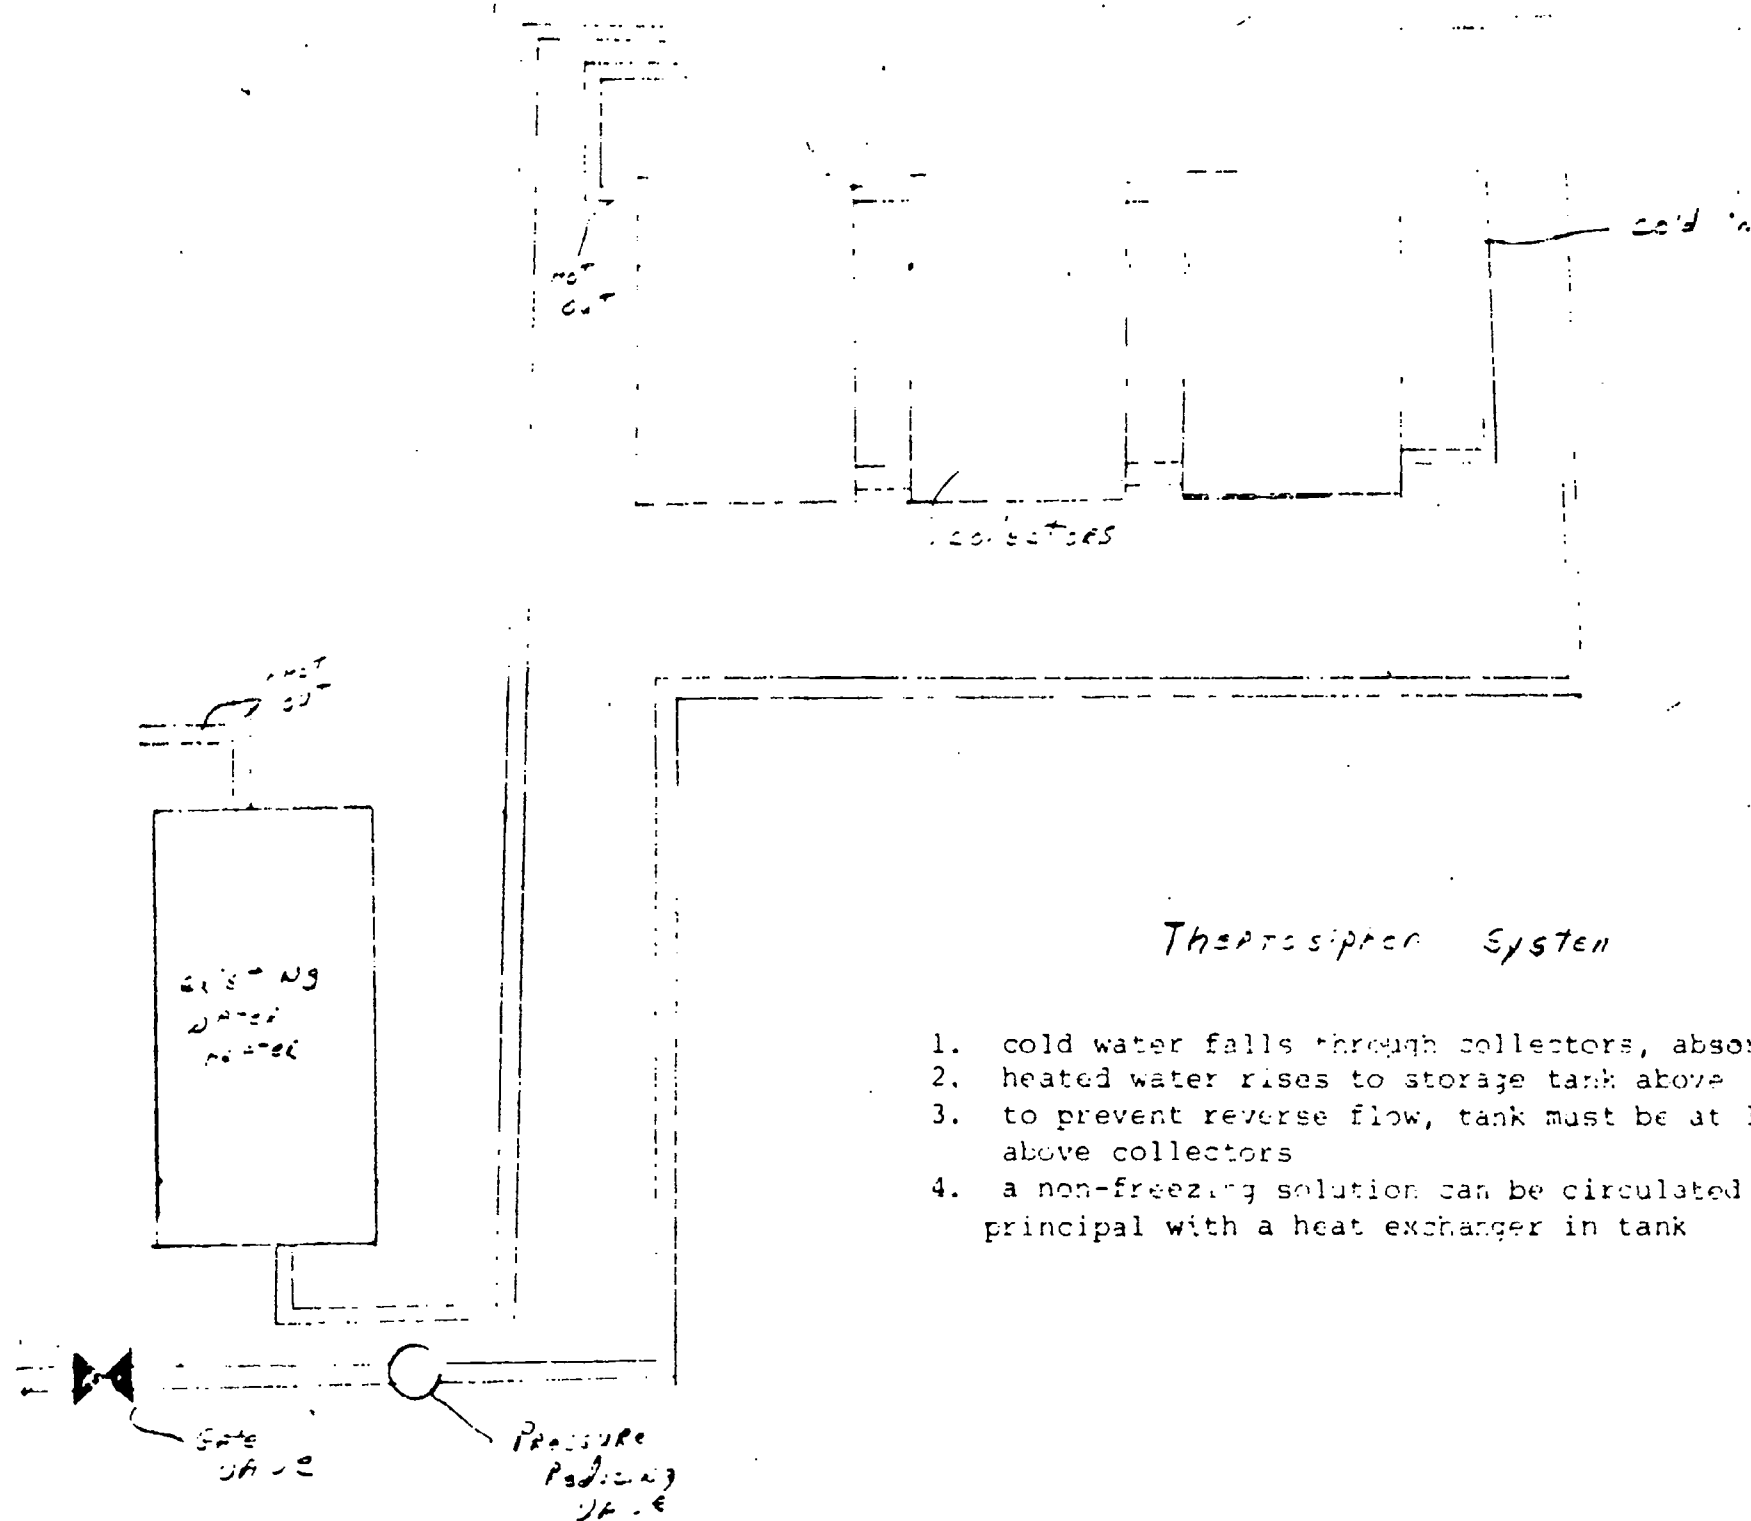 cold in
HOT
OUT
collectors
HOT
OUT
Thermosiphon System
Existing
Water
Heater
1. cold water falls through collectors, absor
2. heated water rises to storage tank above
3. to prevent reverse flow, tank must be at
above collectors
4. a non-freezing solution can be circulated
principal with a heat exchanger in tank
Gate
Valve
Pressure
Reducing
Valve